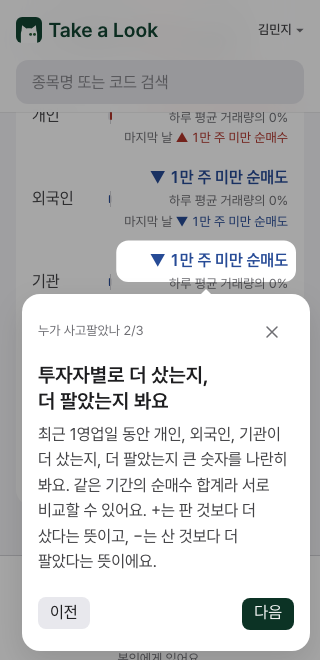 Take a Look
김민지
종목명 또는 코드 검색
개인
하루 평균 거래량의 0%
마지막 날 ▲ 1만 주 미만 순매수
▼ 1만 주 미만 순매도
외국인
하루 평균 거래량의 0%
마지막 날 ▼ 1만 주 미만 순매도
▼ 1만 주 미만 순매도
기관
하루 평균 거래량의 0%
누가 사고팔았나 2/3
투자자별로 더 샀는지,
더 팔았는지 봐요
최근 1영업일 동안 개인, 외국인, 기관이
더 샀는지, 더 팔았는지 큰 숫자를 나란히
봐요. 같은 기간의 순매수 합계라 서로
비교할 수 있어요. +는 판 것보다 더
샀다는 뜻이고, −는 산 것보다 더
팔았다는 뜻이에요.
이전
다음
본인에게 있어요